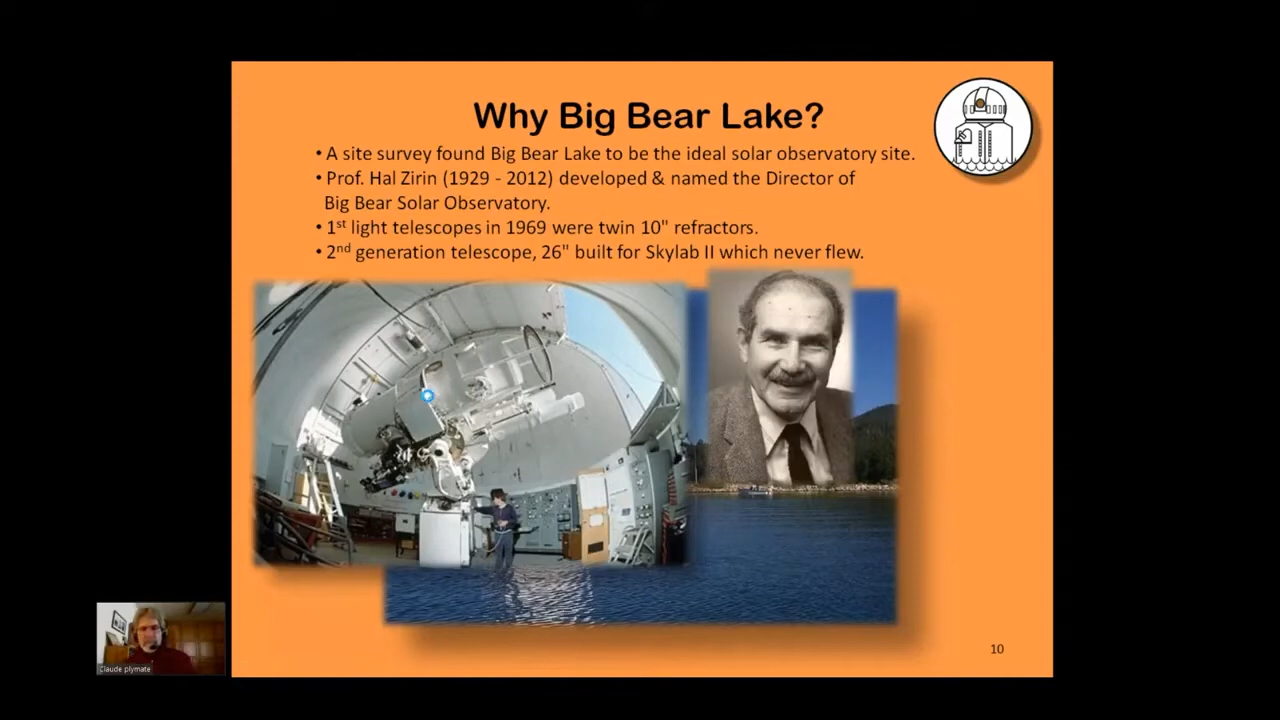 Why Big Bear Lake?
• A site survey found Big Bear Lake to be the ideal solar observatory site.
• Prof. Hal Zirin (1929 - 2012) developed & named the Director of
Big Bear Solar Observatory.
• 1st light telescopes in 1969 were twin 10" refractors.
• 2nd generation telescope, 26" built for Skylab II which never flew.
10
Claude plymate